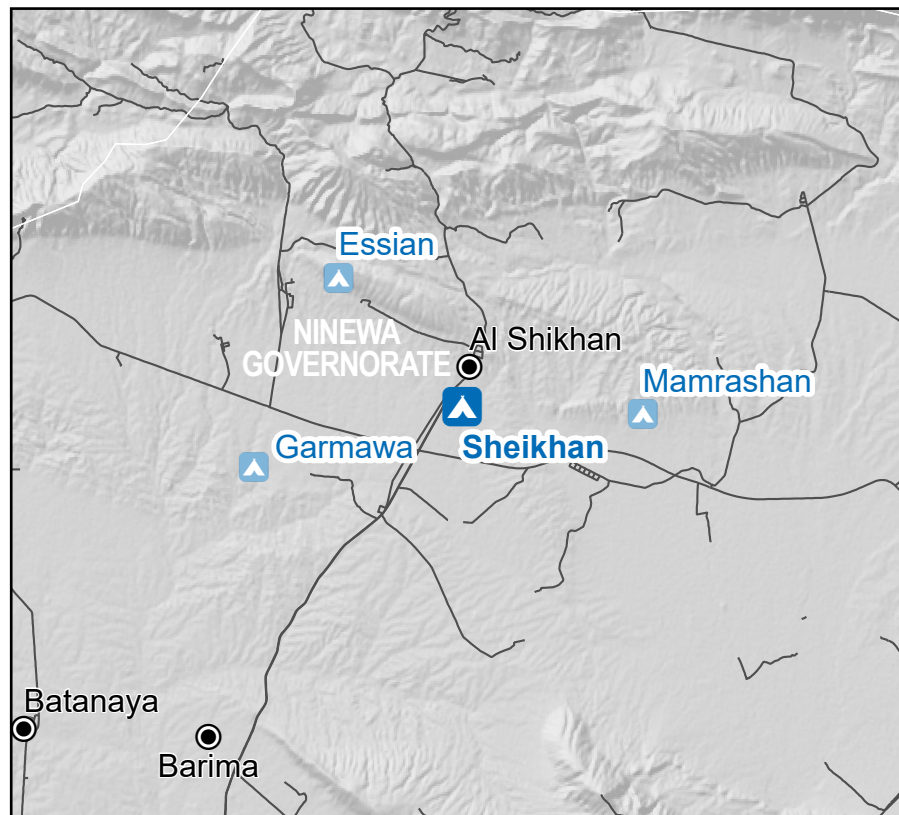 Essian
NINEWA
GOVERNORATE
Al Shikhan
Mamrashan
Garmawa
Sheikhan
Batanaya
Barima